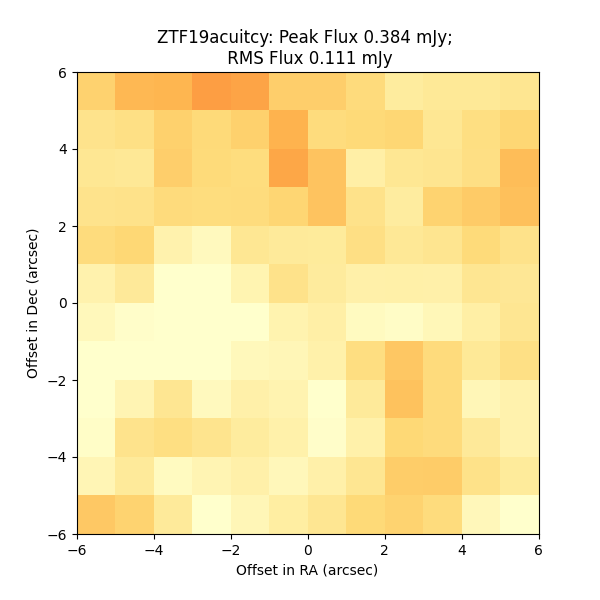 ZTF19acuitcy: Peak Flux 0.384 mJy;
RMS Flux 0.111 mJy
6
4
2
0
−2
−4
−6
Offset in Dec (arcsec)
−6 −4 −2 0 2 4 6
Offset in RA (arcsec)